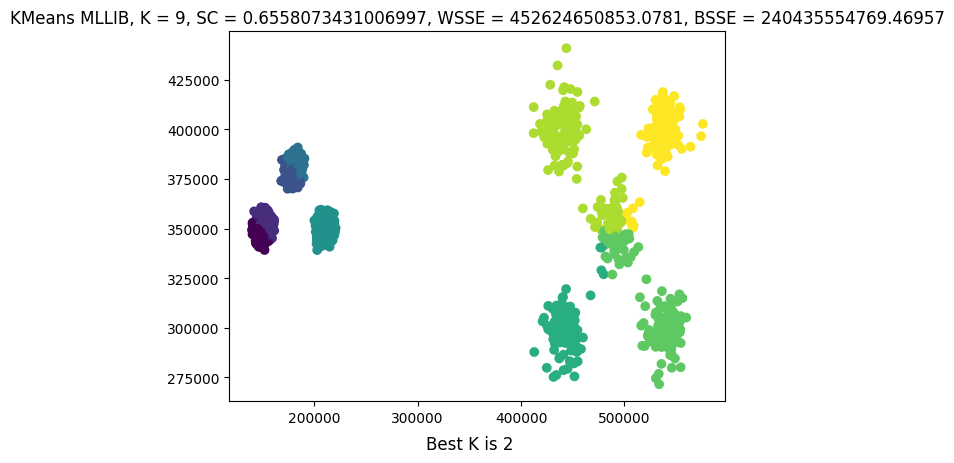 KMeans MLLIB, K = 9, SC = 0.6558073431006997, WSSE = 452624650853.0781, BSSE = 240435554769.46957
425000
400000
375000
350000
325000
300000
275000
200000 300000 400000 500000
Best K is 2